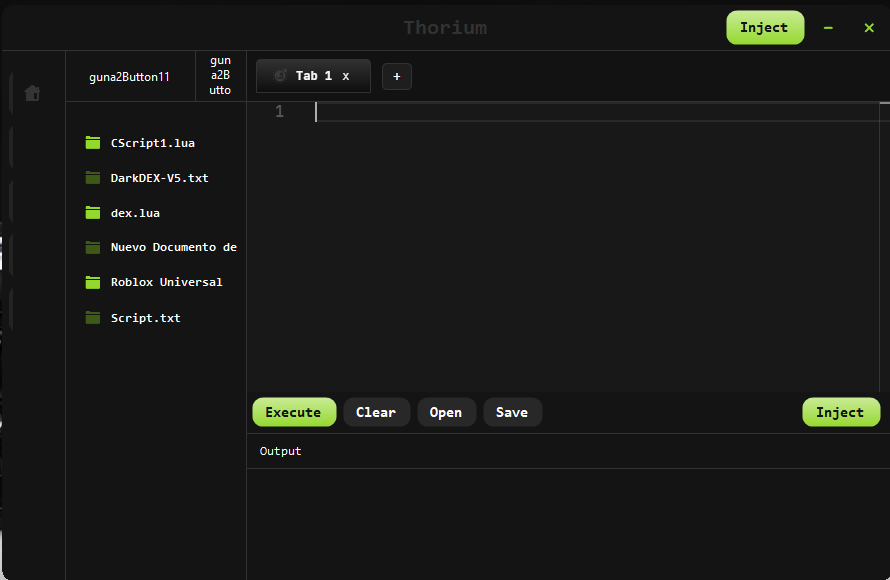 Thorium
Inject
guna2Button11
gun
a2B
utto
Tab 1 x
+
1
CScript1.lua
DarkDEX-V5.txt
dex.lua
Nuevo Documento de
Roblox Universal
Script.txt
Execute Clear Open Save Inject
Output